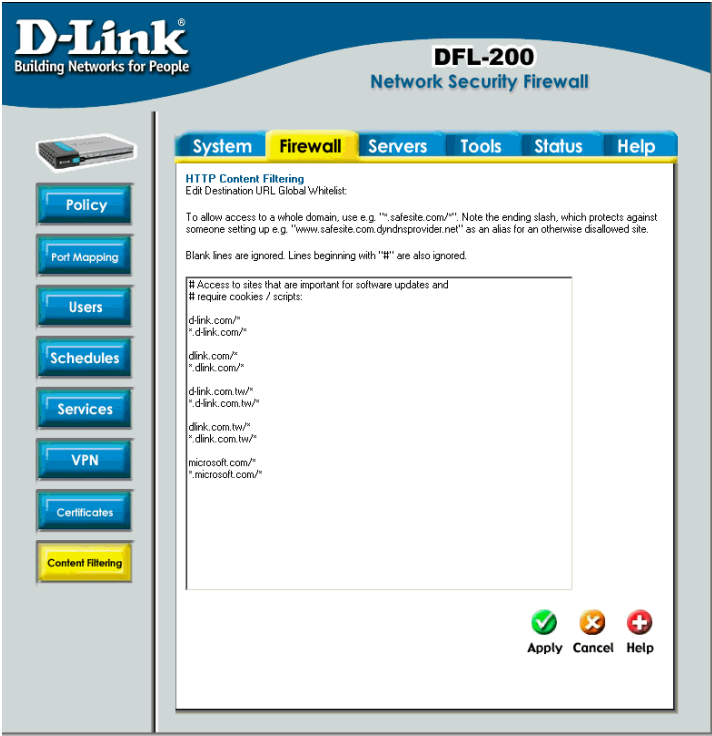 D-Link®
Building Networks for People
DFL-200
Network Security Firewall
System Firewall Servers Tools Status Help
Policy
Port Mapping
Users
Schedules
Services
VPN
Certificates
Content Filtering
HTTP Content Filtering
Edit Destination URL Global Whitelist:
To allow access to a whole domain, use e.g. "*.safesite.com/*". Note the ending slash, which protects against
someone setting up e.g. "www.safesite.com.dyndnsprovider.net" as an alias for an otherwise disallowed site.
Blank lines are ignored. Lines beginning with "#" are also ignored.
# Access to sites that are important for software updates and
# require cookies / scripts:
d-link.com/*
*.d-link.com/*
dlink.com/*
*.dlink.com/*
d-link.com.tw/*
*.d-link.com.tw/*
dlink.com.tw/*
*.dlink.com.tw/*
microsoft.com/*
*.microsoft.com/*
Apply Cancel Help